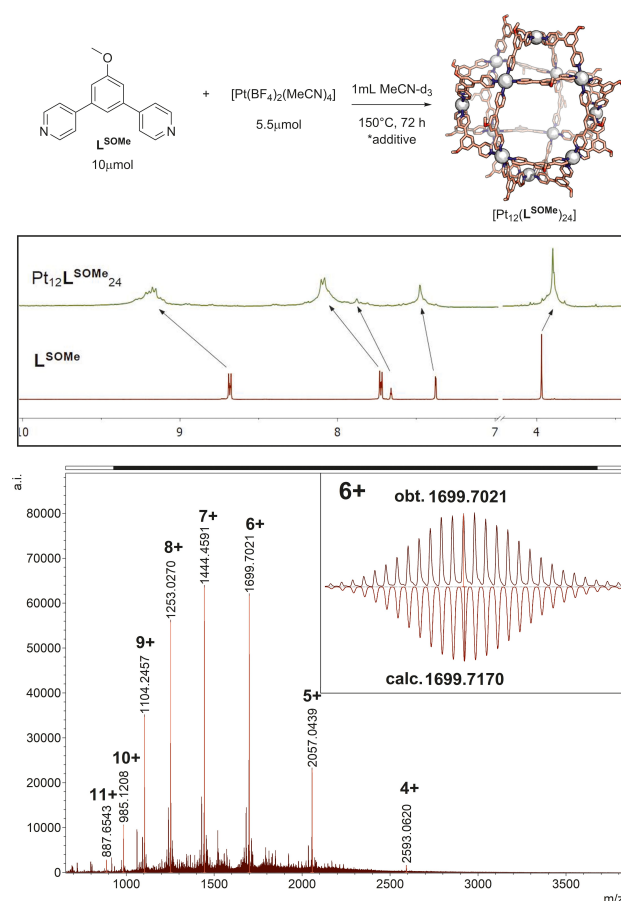 O
N
N
L^SOMe
10μmol
+
[Pt(BF4)2(MeCN)4]
5.5μmol
1mL MeCN-d3
150°C, 72 h
*additive
[Pt12(L^SOMe)24]
Pt12L^SOMe24
L^SOMe
10 9 8 7 4
a.i.
80000
70000
60000
50000
40000
30000
20000
10000
0
11+ 887.6543
10+ 985.1208
9+ 1104.2457
8+ 1253.0270
7+ 1444.4591
6+ 1699.7021
5+ 2057.0439
4+ 2593.0620
6+
obt. 1699.7021
calc. 1699.7170
1000 1500 2000 2500 3000 3500
m/z